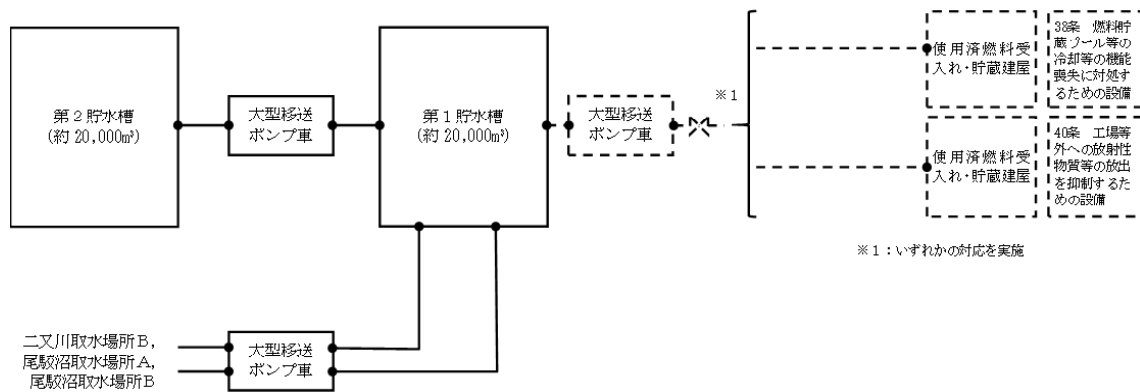 第2貯水槽
(約20,000m³)
大型移送
ポンプ車
第1貯水槽
(約20,000m³)
大型移送
ポンプ車
※1
使用済燃料受
入れ・貯蔵建屋
38条 燃料貯
蔵プール等の
冷却等の機能
喪失に対処す
るための設備
使用済燃料受
入れ・貯蔵建屋
40条 工場等
外への放射性
物質等の放出
を抑制するた
めの設備
※1：いずれかの対応を実施
二又川取水場所B，
尾駮沼取水場所A，
尾駮沼取水場所B
大型移送
ポンプ車